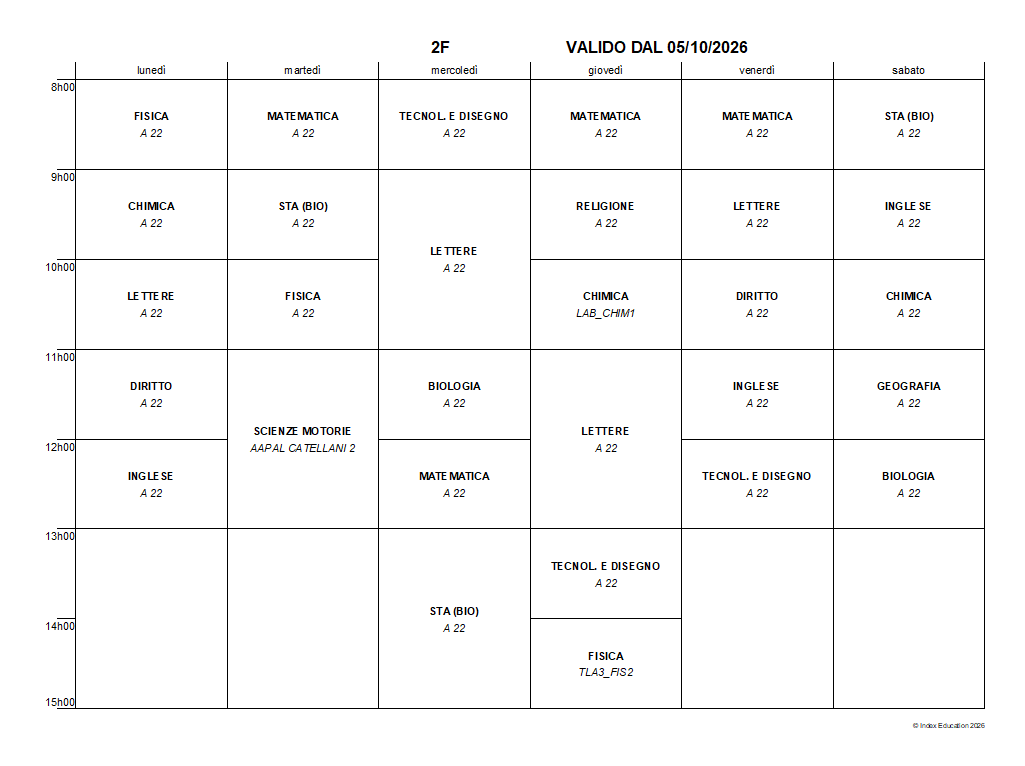 2F VALIDO DAL 05/10/2026
lunedì martedì mercoledì giovedì venerdì sabato
8h00
FISICA MATEMATICA TECNOL. E DISEGNO MATEMATICA MATEMATICA STA (BIO)
A 22 A 22 A 22 A 22 A 22 A 22
9h00
CHIMICA STA (BIO) RELIGIONE LETTERE INGLESE
A 22 A 22 A 22 A 22 A 22
LETTERE
A 22
10h00
LETTERE FISICA CHIMICA DIRITTO CHIMICA
A 22 A 22 LAB_CHIM1 A 22 A 22
11h00
DIRITTO BIOLOGIA INGLESE GEOGRAFIA
A 22 A 22 A 22 A 22
SCIENZE MOTORIE LETTERE
AAPAL CATELLANI 2 A 22
12h00
INGLESE MATEMATICA TECNOL. E DISEGNO BIOLOGIA
A 22 A 22 A 22 A 22
13h00
TECNOL. E DISEGNO
A 22
STA (BIO)
A 22
14h00
FISICA
TLA3_FIS2
15h00
© Index Education 2026